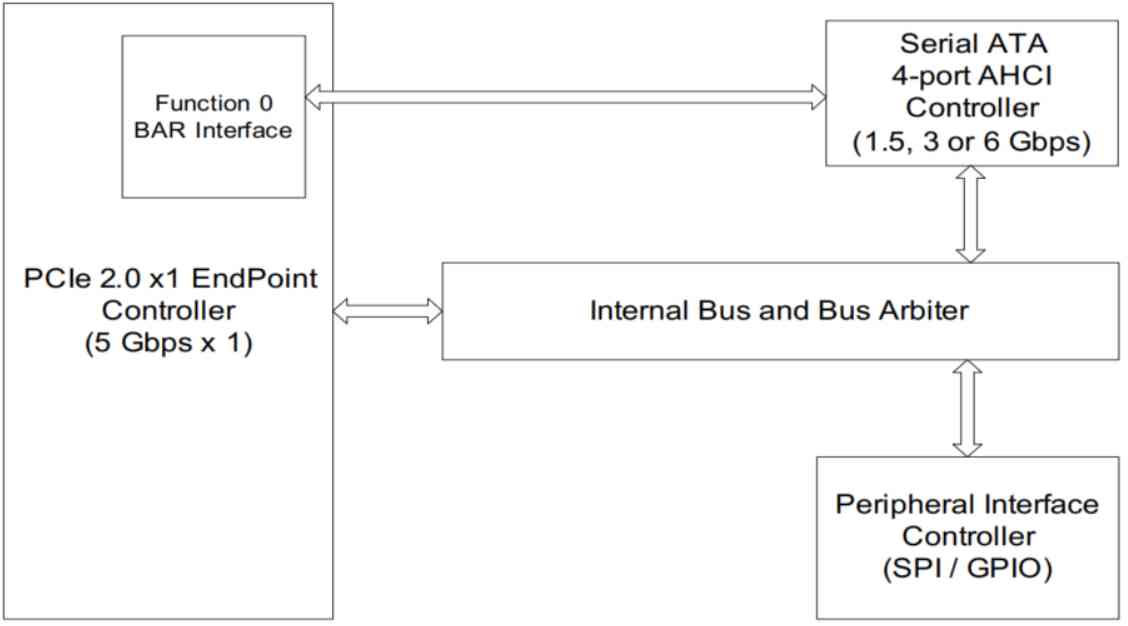 Function 0
BAR Interface
Serial ATA
4-port AHCI
Controller
(1.5, 3 or 6 Gbps)
PCIe 2.0 x1 EndPoint
Controller
(5 Gbps x 1)
Internal Bus and Bus Arbiter
Peripheral Interface
Controller
(SPI / GPIO)